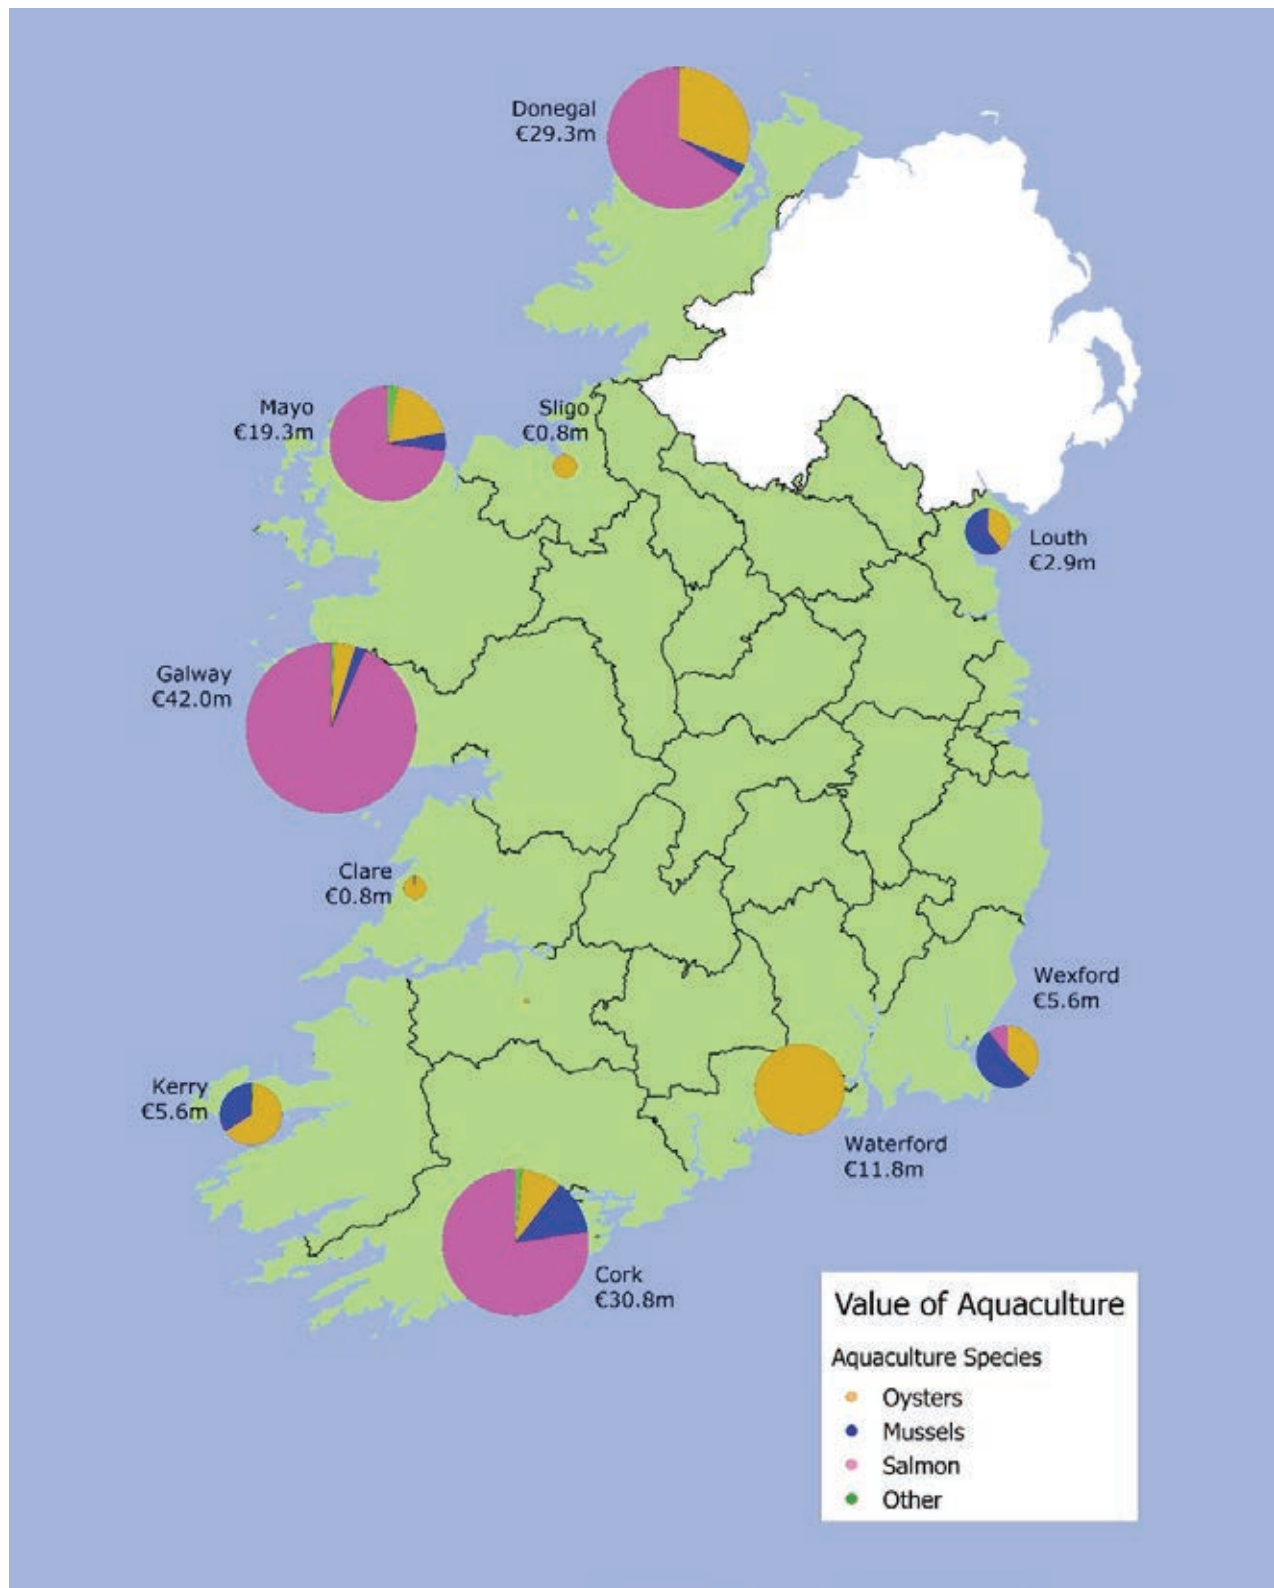 Donegal
€29.3m
Mayo
€19.3m
Sligo
€0.8m
Louth
€2.9m
Galway
€42.0m
Clare
€0.8m
Wexford
€5.6m
Kerry
€5.6m
Waterford
€11.8m
Cork
€30.8m
Value of Aquaculture
Aquaculture Species
Oysters
Mussels
Salmon
Other